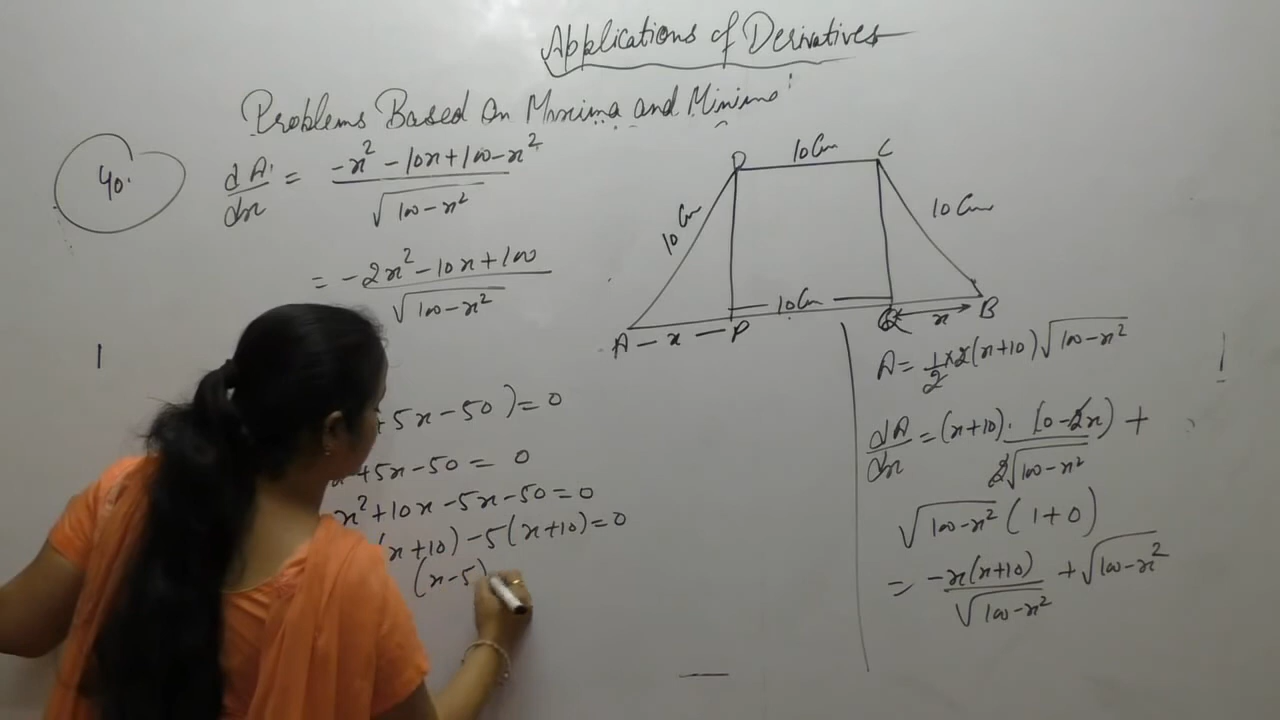 Applications of Derivatives
Problems Based On Maxima and Minima
40.
dA/dx = (-x² - 10x + 100 - x²)/√(100-x²)
= (-2x² - 10x + 100)/√(100-x²)
+ 5x - 50) = 0
+ 5x - 50 = 0
x² + 10x - 5x - 50 = 0
(x+10) - 5(x+10) = 0
(x-5)
D 10 Cm C
10 Cm
10 Cm
10 Cm
A - x - P Q x B
A = 1/2 × 2(x+10)√(100-x²)
dA/dx = (x+10). (0-2x)/2√(100-x²) +
√(100-x²) (1+0)
= -x(x+10)/√(100-x²) + √(100-x²)